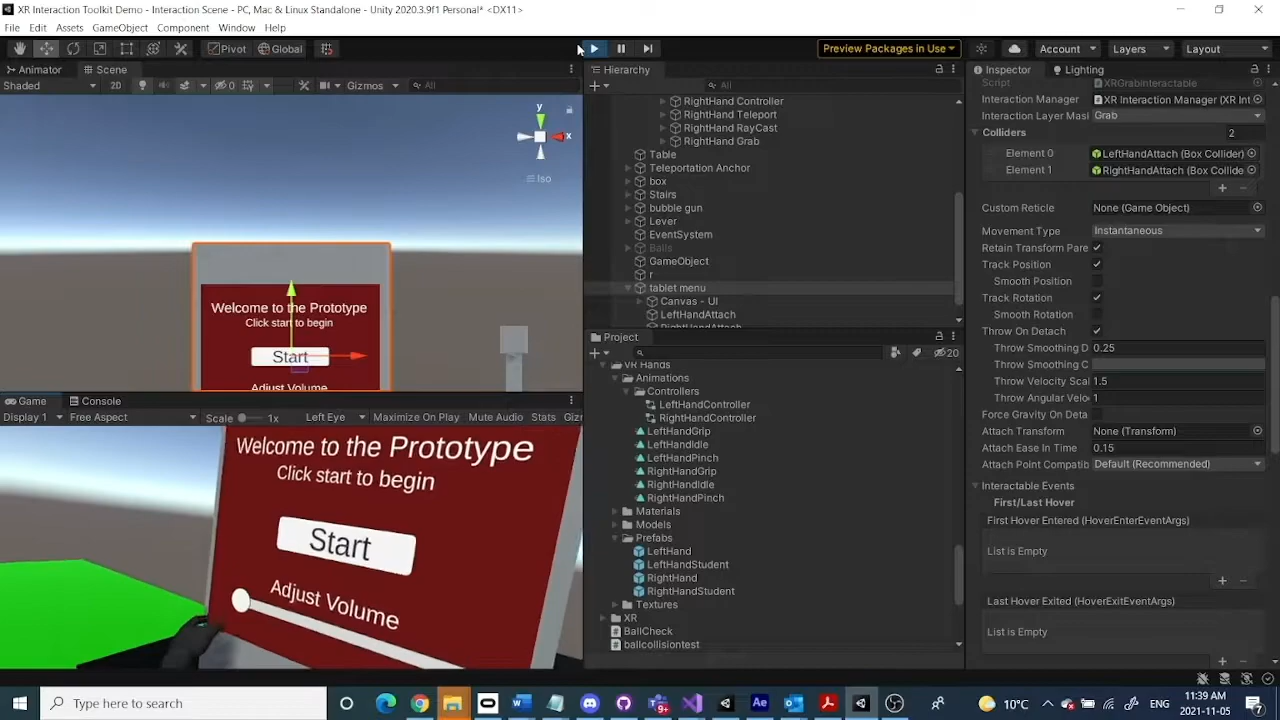 XR Interaction Toolkit Demo - Interaction Scene - PC, Mac & Linux Standalone - Unity 2020.3.9f1 Personal* <DX11>
File Edit Assets GameObject Component Window Help
Pivot Global Preview Packages in Use Account Layers Layout
Animator Scene
Shaded 2D 0 Gizmos All
y
x
Iso
Welcome to the Prototype
Click start to begin
Start
Adjust Volume
Game Console
Display 1 Free Aspect Scale 1x Left Eye Maximize On Play Mute Audio Stats Giz
Welcome to the Prototype
Click start to begin
Start
Adjust Volume
Hierarchy
All
RightHand Controller
RightHand Teleport
RightHand RayCast
RightHand Grab
Table
Teleportation Anchor
box
Stairs
bubble gun
Lever
EventSystem
Balls
GameObject
r
tablet menu
Canvas - UI
LeftHandAttach
RightHandAttach
Project
20
VR Hands
Animations
Controllers
LeftHandController
RightHandController
LeftHandGrip
LeftHandIdle
LeftHandPinch
RightHandGrip
RightHandIdle
RightHandPinch
Materials
Models
Prefabs
LeftHand
LeftHandStudent
RightHand
RightHandStudent
Textures
XR
BallCheck
ballcollisiontest
Inspector Lighting
Script XRGrabInteractable
Interaction Manager XR Interaction Manager (XR Int
Interaction Layer Masl Grab
Colliders 2
Element 0 LeftHandAttach (Box Collider)
Element 1 RightHandAttach (Box Collide
+ −
Custom Reticle None (Game Object)
Movement Type Instantaneous
Retain Transform Pare
Track Position
Smooth Position
Track Rotation
Smooth Rotation
Throw On Detach
Throw Smoothing D 0.25
Throw Smoothing C
Throw Velocity Scal 1.5
Throw Angular Velo 1
Force Gravity On Deta
Attach Transform None (Transform)
Attach Ease In Time 0.15
Attach Point Compatib Default (Recommended)
Interactable Events
First/Last Hover
First Hover Entered (HoverEnterEventArgs)
List is Empty
+ −
Last Hover Exited (HoverExitEventArgs)
List is Empty
+ −
Type here to search
9+
Ae
10°C
11:39 AM
2021-11-05
7